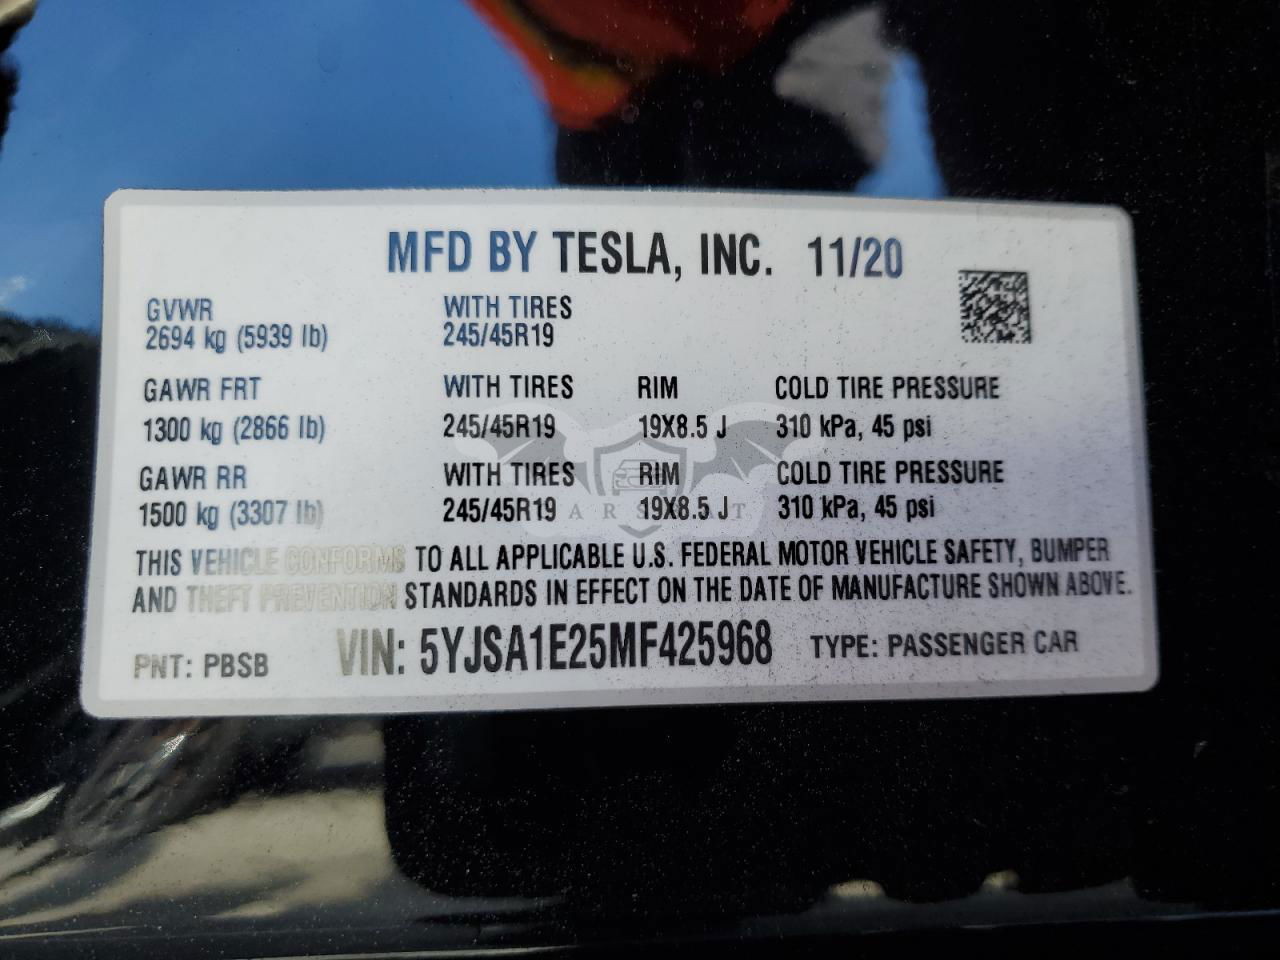 MFD BY TESLA, INC. 11/20
GVWR WITH TIRES
2694 kg (5939 lb) 245/45R19
GAWR FRT WITH TIRES RIM COLD TIRE PRESSURE
1300 kg (2866 lb) 245/45R19 19X8.5 J 310 kPa, 45 psi
GAWR RR WITH TIRES RIM COLD TIRE PRESSURE
1500 kg (3307 lb) 245/45R19 19X8.5 J 310 kPa, 45 psi
THIS VEHICLE CONFORMS TO ALL APPLICABLE U.S. FEDERAL MOTOR VEHICLE SAFETY, BUMPER
AND THEFT PREVENTION STANDARDS IN EFFECT ON THE DATE OF MANUFACTURE SHOWN ABOVE.
PNT: PBSB VIN: 5YJSA1E25MF425968 TYPE: PASSENGER CAR